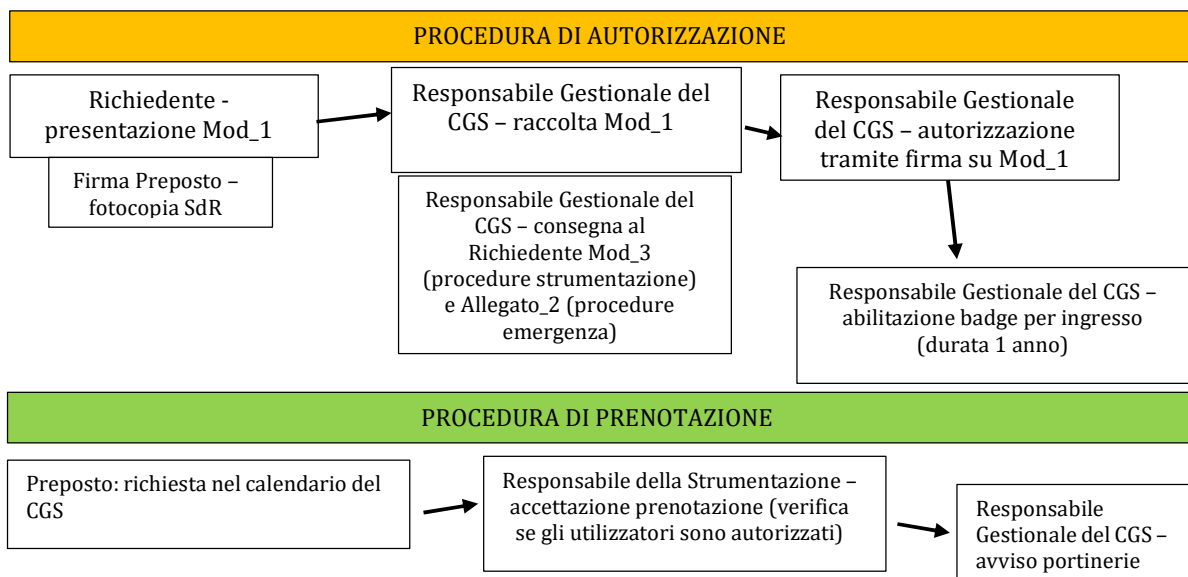 PROCEDURA DI AUTORIZZAZIONE
Richiedente -
presentazione Mod_1
Firma Preposto –
fotocopia SdR
Responsabile Gestionale del
CGS – raccolta Mod_1
Responsabile Gestionale del
CGS – consegna al
Richiedente Mod_3
(procedure strumentazione)
e Allegato_2 (procedure
emergenza)
Responsabile Gestionale
del CGS – autorizzazione
tramite firma su Mod_1
Responsabile Gestionale del CGS –
abilitazione badge per ingresso
(durata 1 anno)
PROCEDURA DI PRENOTAZIONE
Preposto: richiesta nel calendario del
CGS
Responsabile della Strumentazione –
accettazione prenotazione (verifica
se gli utilizzatori sono autorizzati)
Responsabile
Gestionale del CGS –
avviso portinerie